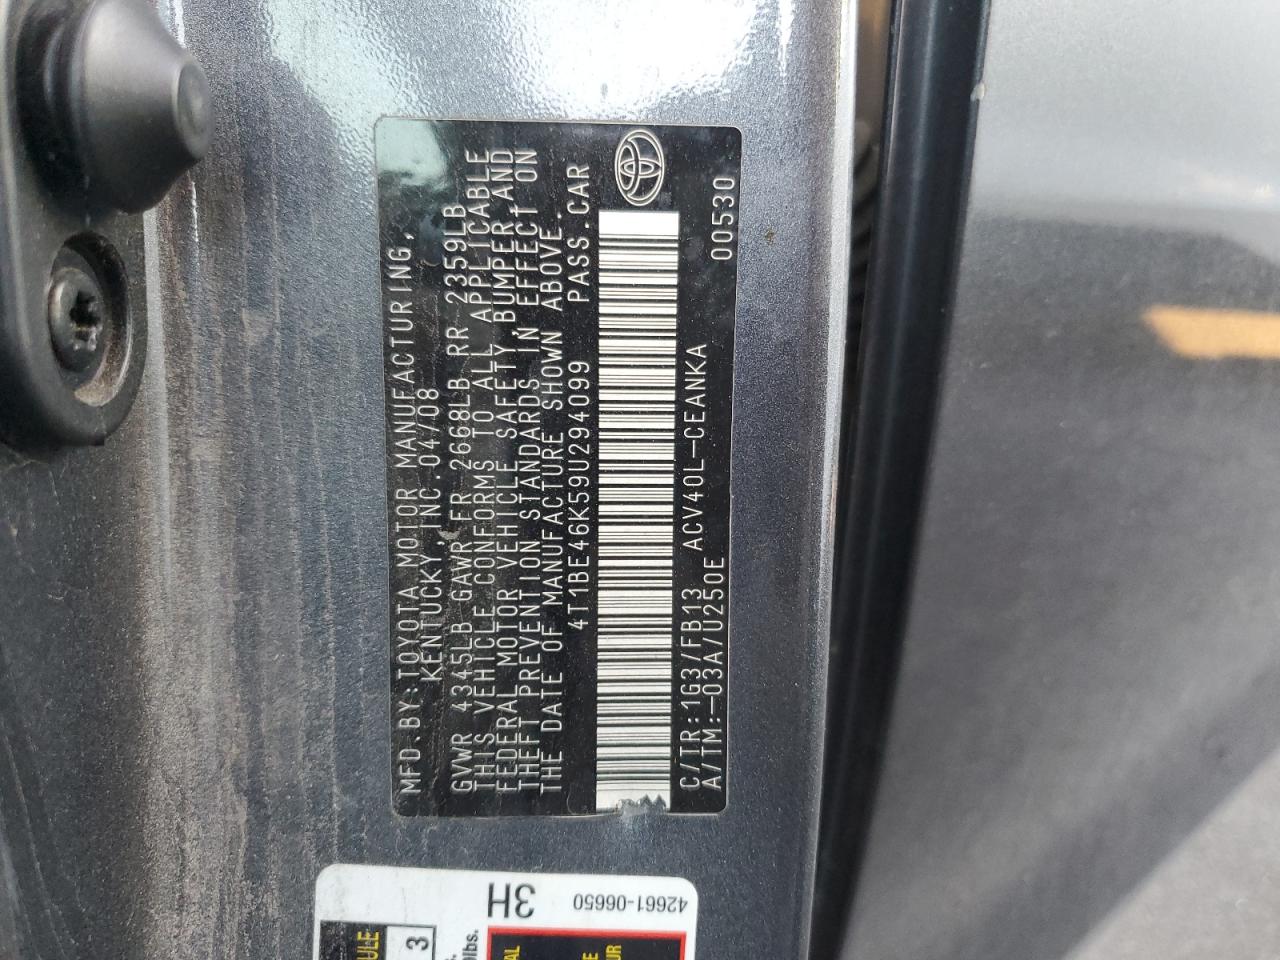 MFD.BY:TOYOTA MOTOR MANUFACTURING,
KENTUCKY, INC. 04/08
GVWR 4345LB GAWR FR 2668LB RR 2359LB
THIS VEHICLE CONFORMS TO ALL APPLICABLE
FEDERAL MOTOR VEHICLE SAFETY,BUMPER,AND
THEFT PREVENTION STANDARDS IN EFFECT ON
THE DATE OF MANUFACTURE SHOWN ABOVE.
4T1BE46K59U294099 PASS.CAR
C/TR:1G3/FB13 ACV40L-CEANKA
A/TM:-03A/U250E 00530
3H
42661-06650
3